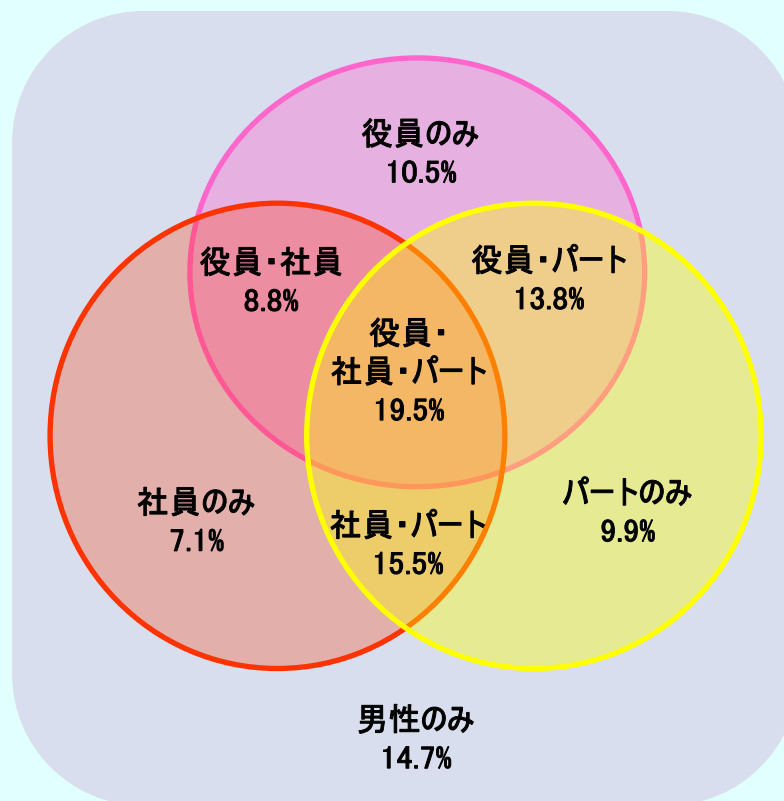 役員のみ
10.5%
役員・社員
8.8%
役員・パート
13.8%
役員・
社員・パート
19.5%
社員のみ
7.1%
パートのみ
9.9%
社員・パート
15.5%
男性のみ
14.7%